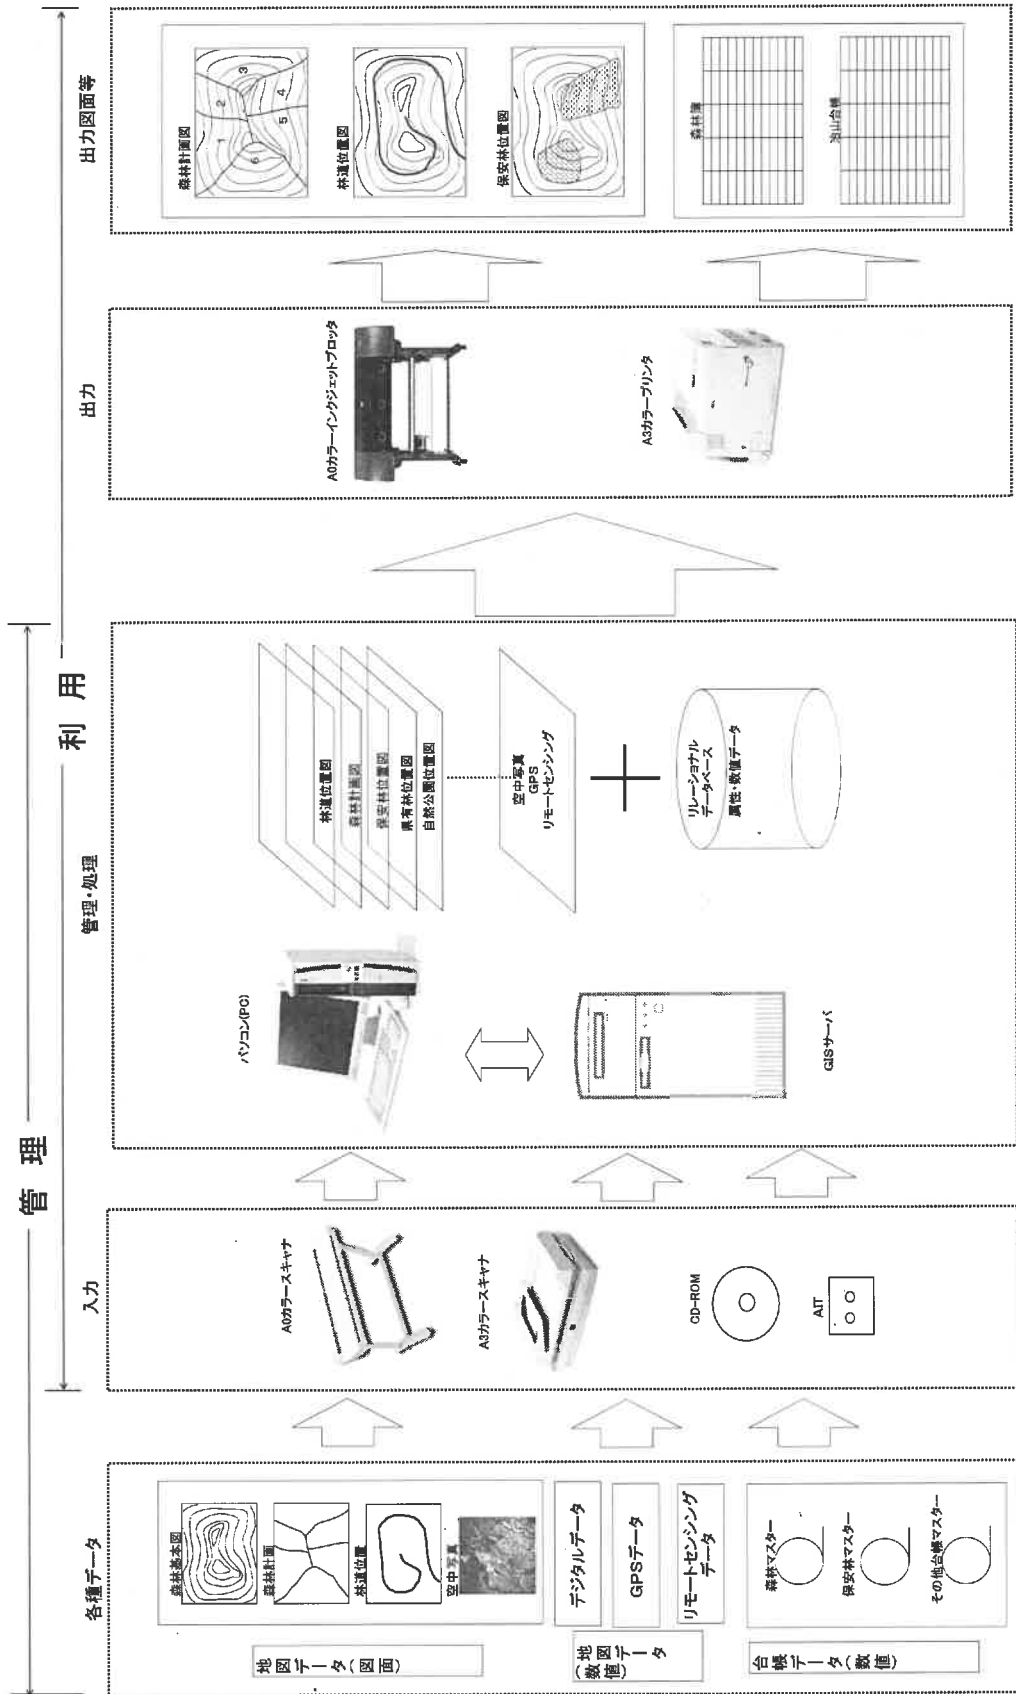 管理
利用
各種データ
入力
管理・処理
出力
出力図面等
地図データ(図面)
森林基本図
森林計画
林道位置
空中写真
地図データ
(数値)
デジタルデータ
GPSデータ
リモートセンシング
データ
台帳データ(数値)
森林マスター
保安林マスター
その他台帳マスター
A0カラースキャナ
A3カラースキャナ
CD-ROM
AIT
パソコン(PC)
GISサーバ
林道位置図
森林計画図
保安林位置図
県有林位置図
自然公園位置図
空中写真
GPS
リモートセンシング
リレーショナル
データベース
属性・数値データ
A0カラーインクジェットプロッタ
A3カラープリンタ
森林計画図
1
2
3
4
5
6
林道位置図
保安林位置図
森林簿
治山台帳